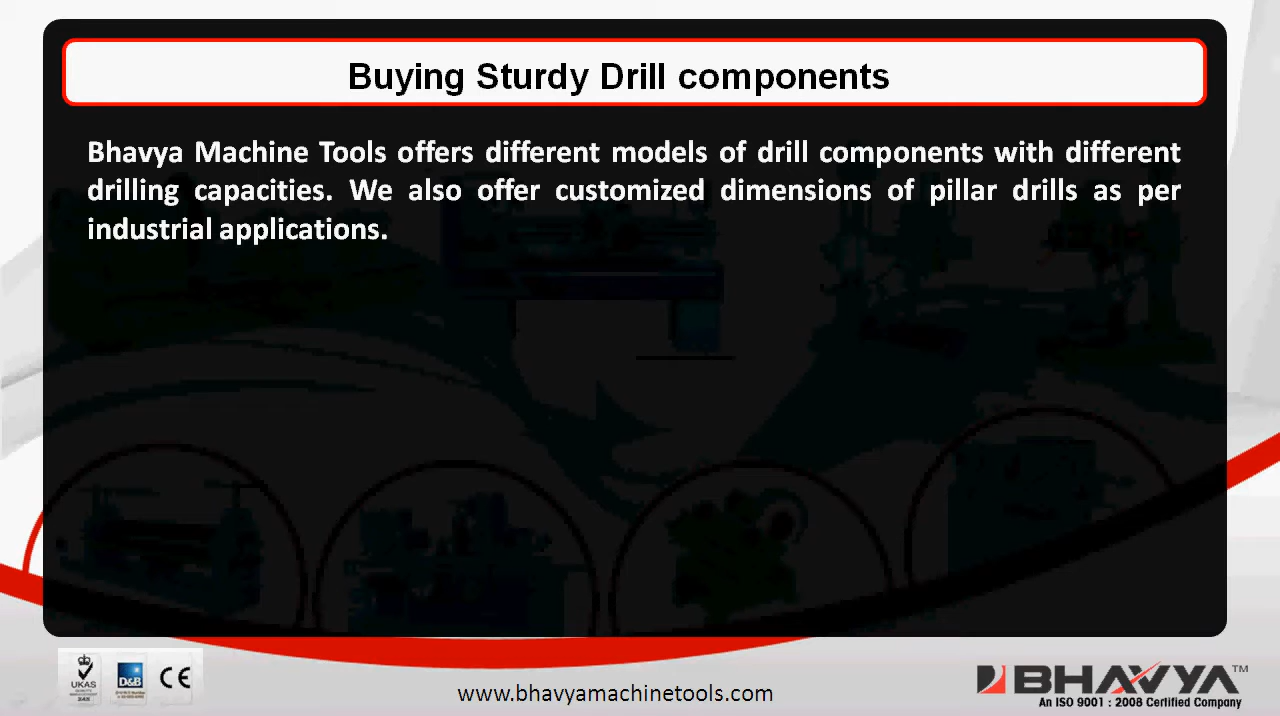 Buying Sturdy Drill components
Bhavya Machine Tools offers different models of drill components with different
drilling capacities. We also offer customized dimensions of pillar drills as per
industrial applications.
UKAS
D&B
CE
www.bhavyamachinetools.com
BHAVYA™
An ISO 9001 : 2008 Certified Company